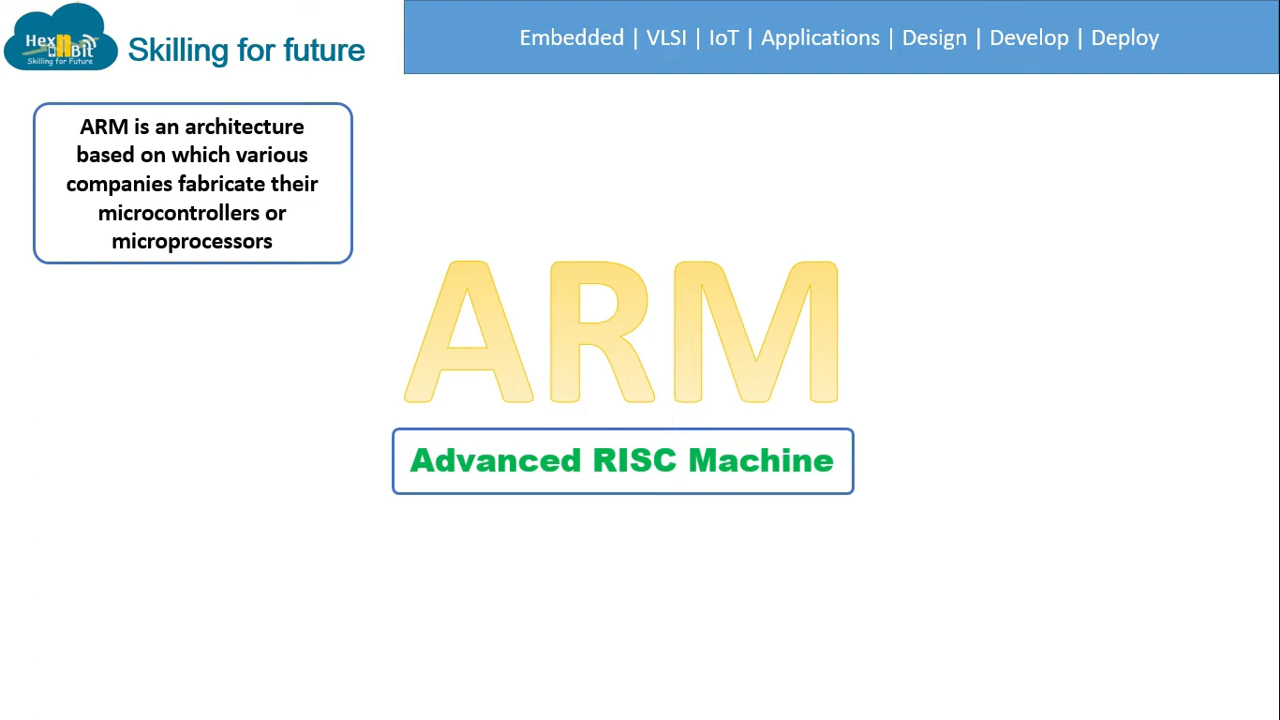 Hex nBit
Skilling for Future
Skilling for future
Embedded | VLSI | IoT | Applications | Design | Develop | Deploy
ARM is an architecture
based on which various
companies fabricate their
microcontrollers or
microprocessors
ARM
Advanced RISC Machine